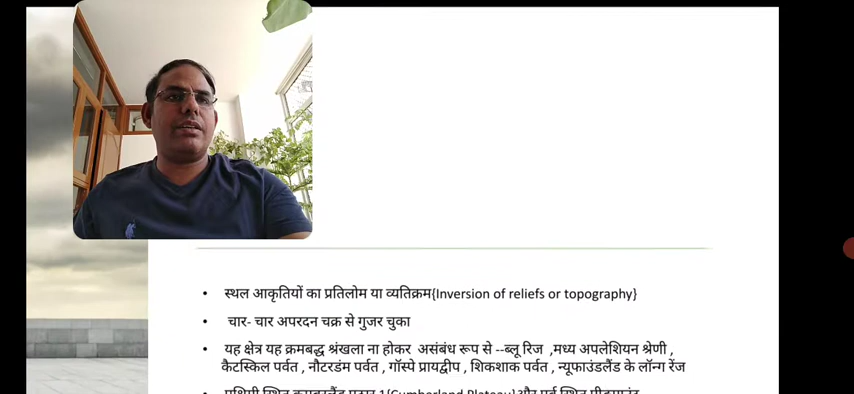 • स्थल आकृतियों का प्रतिलोम या व्यतिक्रम{Inversion of reliefs or topography}
• चार- चार अपरदन चक्र से गुजर चुका
• यह क्षेत्र यह क्रमबद्ध श्रंखला ना होकर असंबंध रूप से --ब्लू रिज ,मध्य अपलेशियन श्रेणी ,
कैटस्किल पर्वत , नौटरडंम पर्वत , गॉस्पे प्रायद्वीप , शिकशाक पर्वत , न्यूफाउंडलैंड के लॉन्ग रेंज